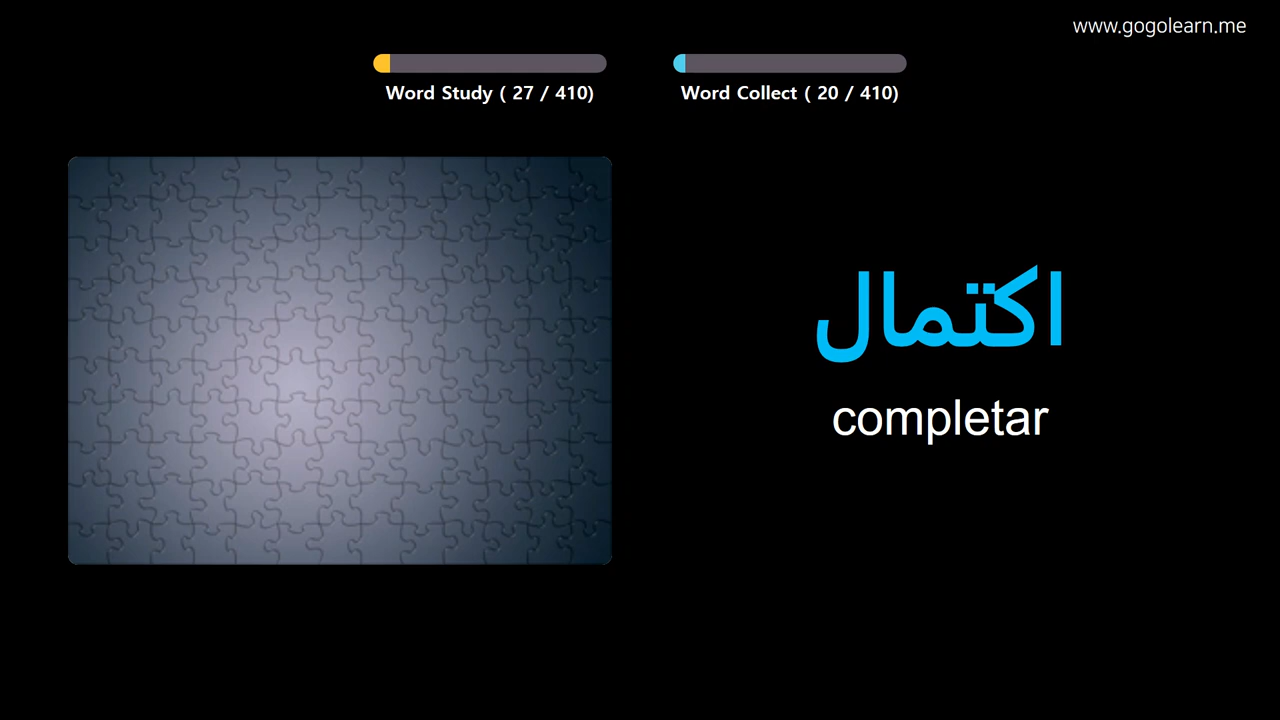 www.gogolearn.me
Word Study ( 27 / 410)
Word Collect ( 20 / 410)
اكتمال
completar